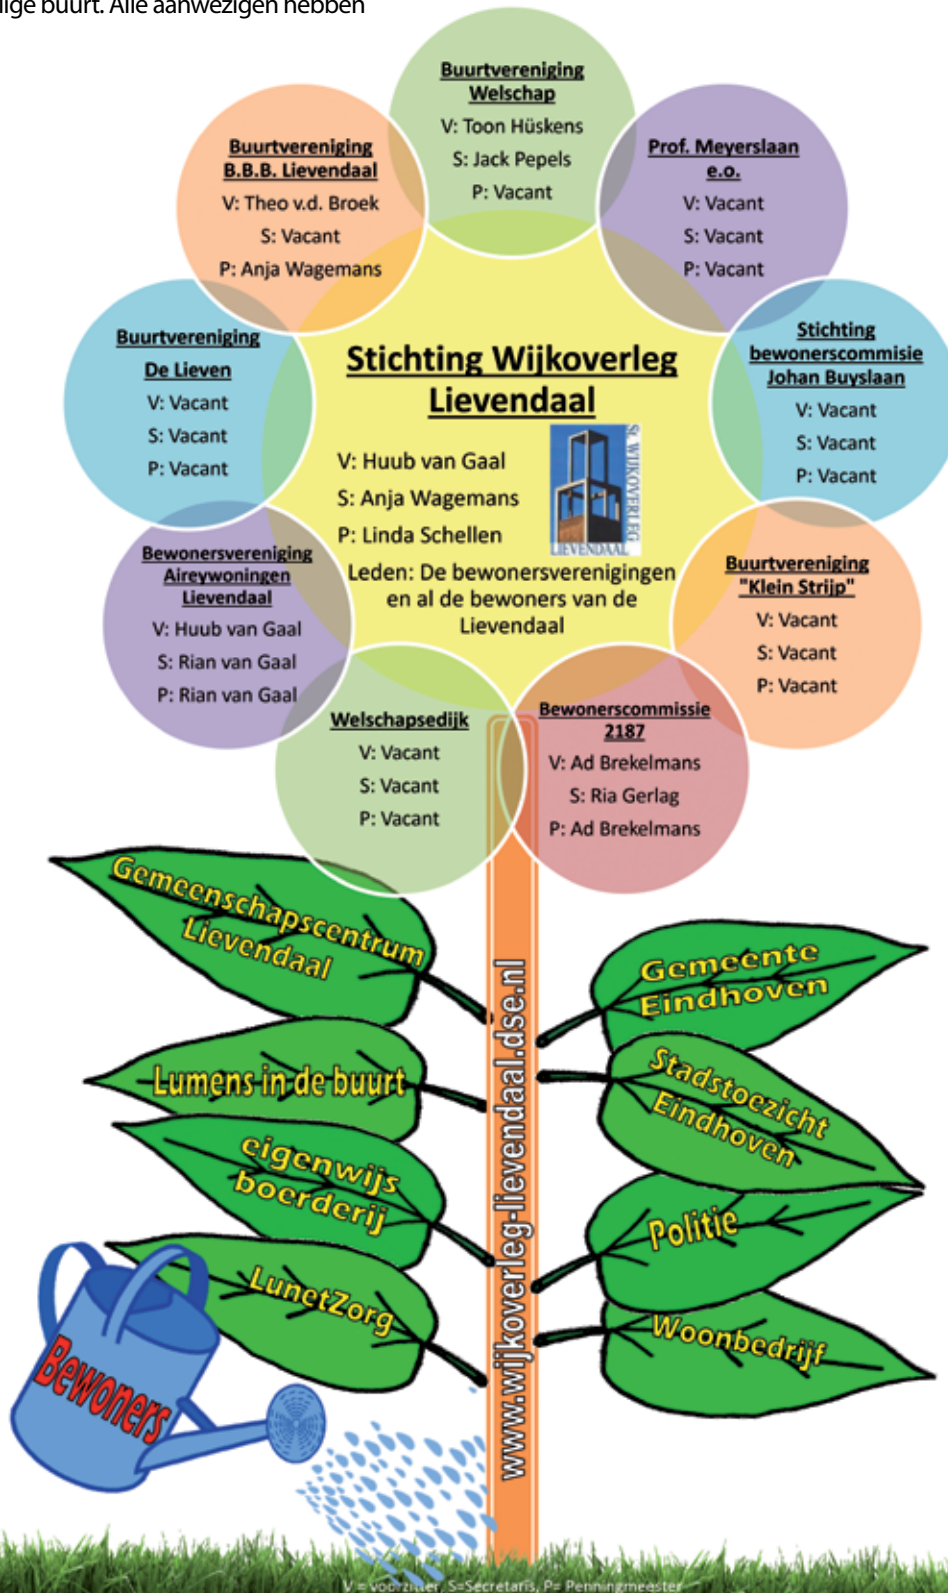 lige buurt. Alle aanwezigen hebben
Buurtvereniging
Welschap
V: Toon Hüskens
S: Jack Pepels
P: Vacant
Buurtvereniging
B.B.B. Lievendaal
V: Theo v.d. Broek
S: Vacant
P: Anja Wagemans
Prof. Meyerslaan
e.o.
V: Vacant
S: Vacant
P: Vacant
Buurtvereniging
De Lieven
V: Vacant
S: Vacant
P: Vacant
Stichting Wijkoverleg
Lievendaal
V: Huub van Gaal
S: Anja Wagemans
P: Linda Schellen
St. WIJKOVERLEG
LIEVENDAAL
Leden: De bewonersverenigingen
en al de bewoners van de
Lievendaal
Stichting
bewonerscommisie
Johan Buyslaan
V: Vacant
S: Vacant
P: Vacant
Bewonersvereniging
Aireywoningen
Lievendaal
V: Huub van Gaal
S: Rian van Gaal
P: Rian van Gaal
Buurtvereniging
"Klein Strijp"
V: Vacant
S: Vacant
P: Vacant
Welschapsedijk
V: Vacant
S: Vacant
P: Vacant
Bewonerscommissie
2187
V: Ad Brekelmans
S: Ria Gerlag
P: Ad Brekelmans
Gemeenschapscentrum
Lievendaal
Lumens in de buurt
eigenwijs
boerderij
LunetZorg
www.wijkoverleg-lievendaal.dse.nl
Gemeente
Eindhoven
Stadstoezicht
Eindhoven
Politie
Woonbedrijf
Bewoners
V = voorzitter, S=Secretaris, P= Penningmeester